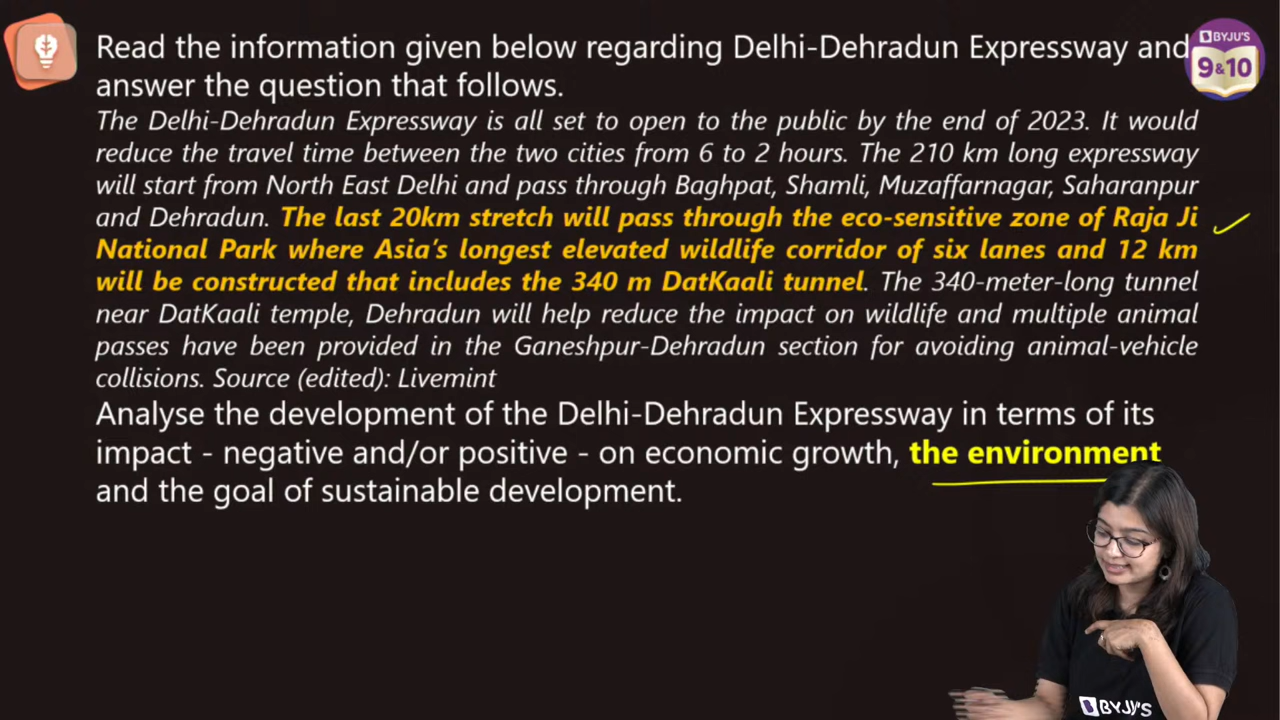 Read the information given below regarding Delhi-Dehradun Expressway and
answer the question that follows.
The Delhi-Dehradun Expressway is all set to open to the public by the end of 2023. It would
reduce the travel time between the two cities from 6 to 2 hours. The 210 km long expressway
will start from North East Delhi and pass through Baghpat, Shamli, Muzaffarnagar, Saharanpur
and Dehradun. The last 20km stretch will pass through the eco-sensitive zone of Raja Ji
National Park where Asia's longest elevated wildlife corridor of six lanes and 12 km
will be constructed that includes the 340 m DatKaali tunnel. The 340-meter-long tunnel
near DatKaali temple, Dehradun will help reduce the impact on wildlife and multiple animal
passes have been provided in the Ganeshpur-Dehradun section for avoiding animal-vehicle
collisions. Source (edited): Livemint
Analyse the development of the Delhi-Dehradun Expressway in terms of its
impact - negative and/or positive - on economic growth, the environment
and the goal of sustainable development.
BYJU'S
9&10
BYJU'S